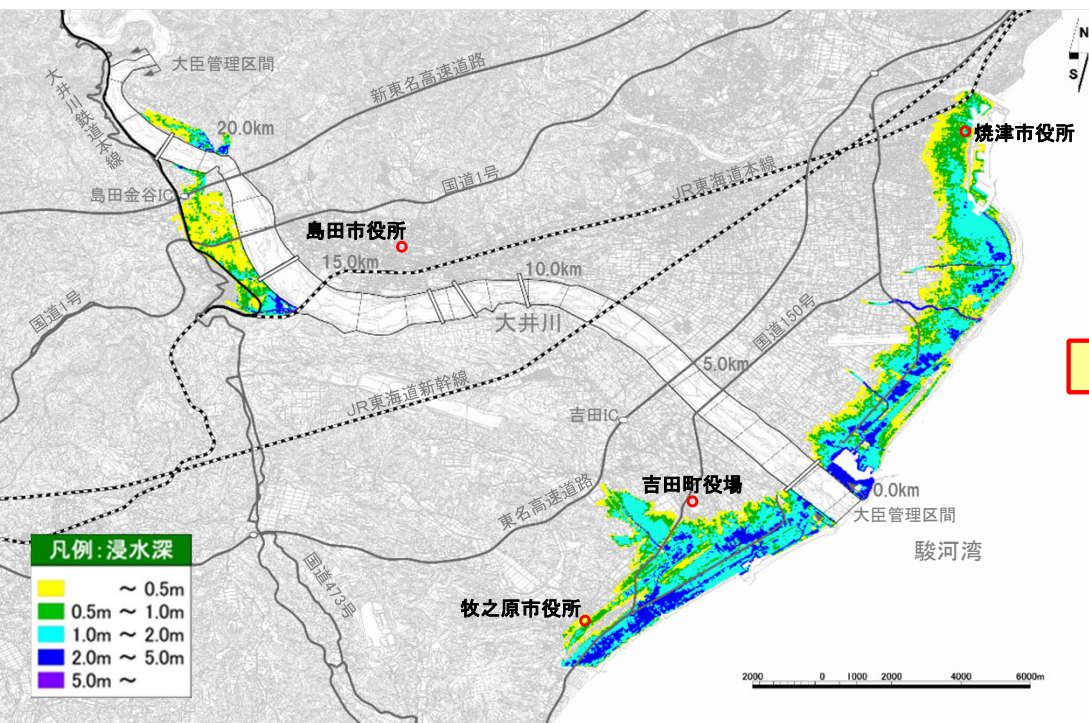 N
S
大臣管理区間
大井川鉄道本線
新東名高速道路
20.0km
焼津市役所
JR東海道本線
国道1号
島田金谷IC
島田市役所
15.0km
10.0km
国道1号
大井川
国道150号
5.0km
JR東海道新幹線
吉田IC
吉田町役場
東名高速道路
0.0km
大臣管理区間
駿河湾
国道473号
牧之原市役所
凡例:浸水深
～ 0.5m
0.5m ～ 1.0m
1.0m ～ 2.0m
2.0m ～ 5.0m
5.0m ～
2000 0 1000 2000 4000 6000m